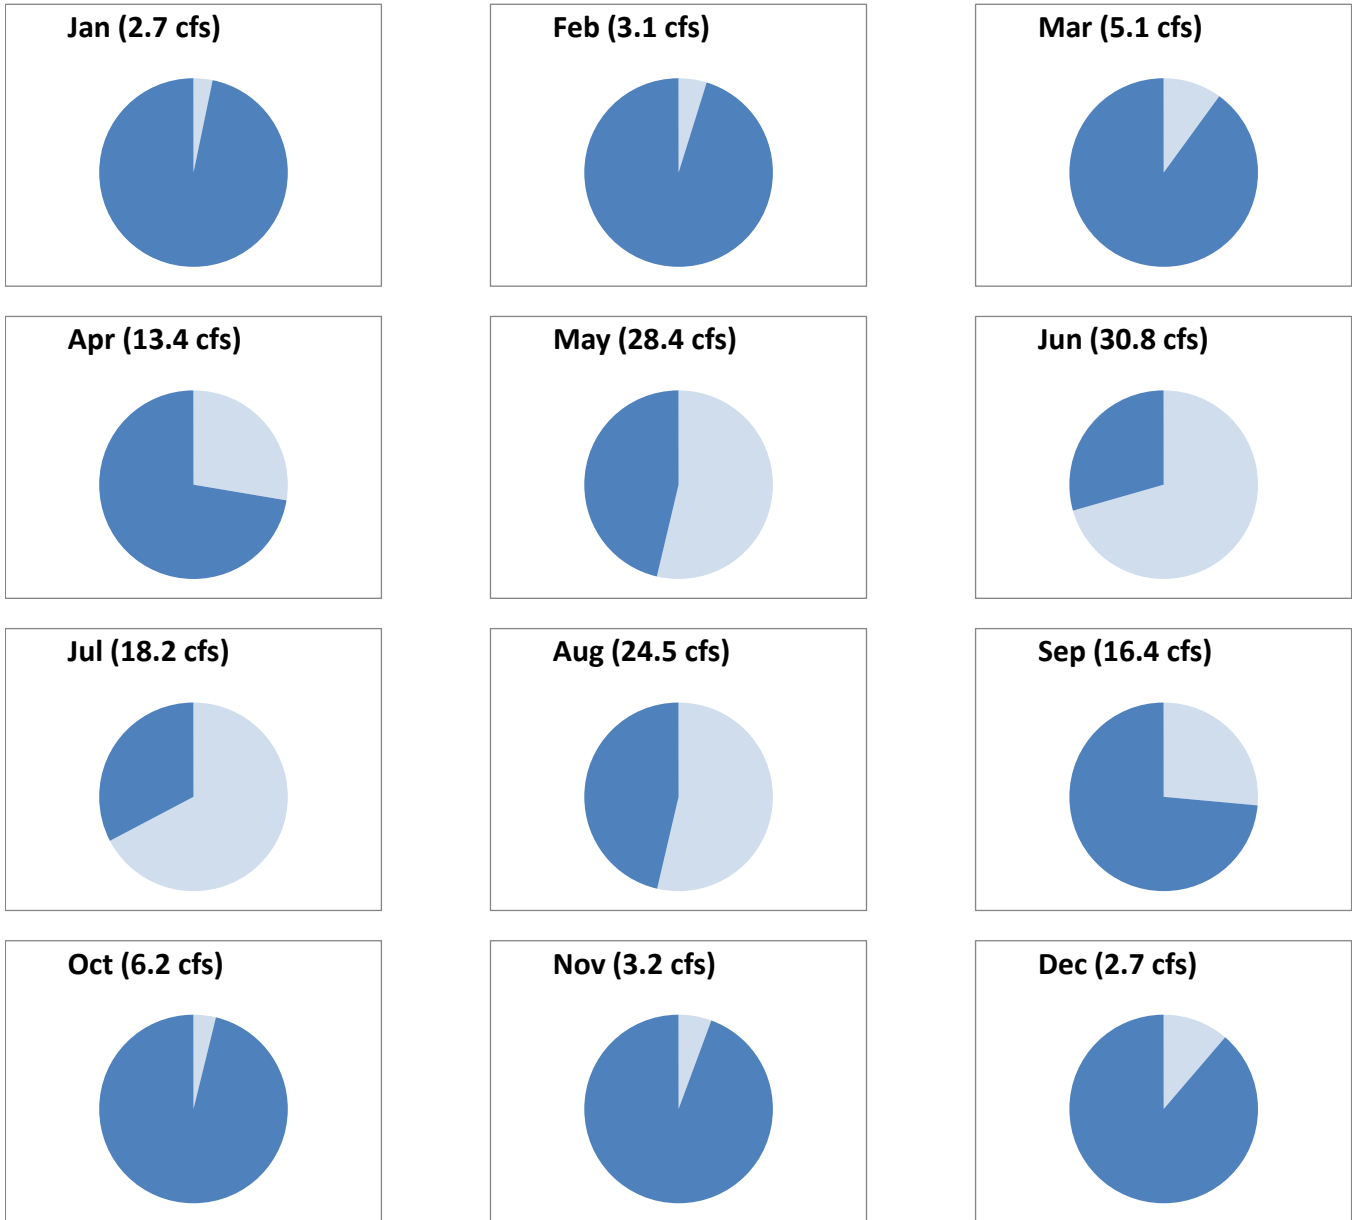 Jan (2.7 cfs)
Feb (3.1 cfs)
Mar (5.1 cfs)
Apr (13.4 cfs)
May (28.4 cfs)
Jun (30.8 cfs)
Jul (18.2 cfs)
Aug (24.5 cfs)
Sep (16.4 cfs)
Oct (6.2 cfs)
Nov (3.2 cfs)
Dec (2.7 cfs)